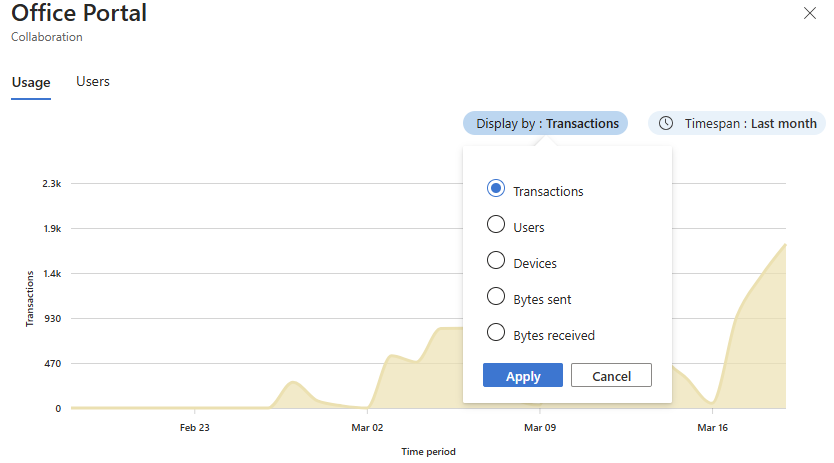 Office Portal
Collaboration
Usage Users
Display by : Transactions Timespan : Last month
Transactions
Users
Devices
Bytes sent
Bytes received
Apply Cancel
2.3k
1.9k
1.4k
930
470
0
Transactions
Feb 23 Mar 02 Mar 09 Mar 16
Time period